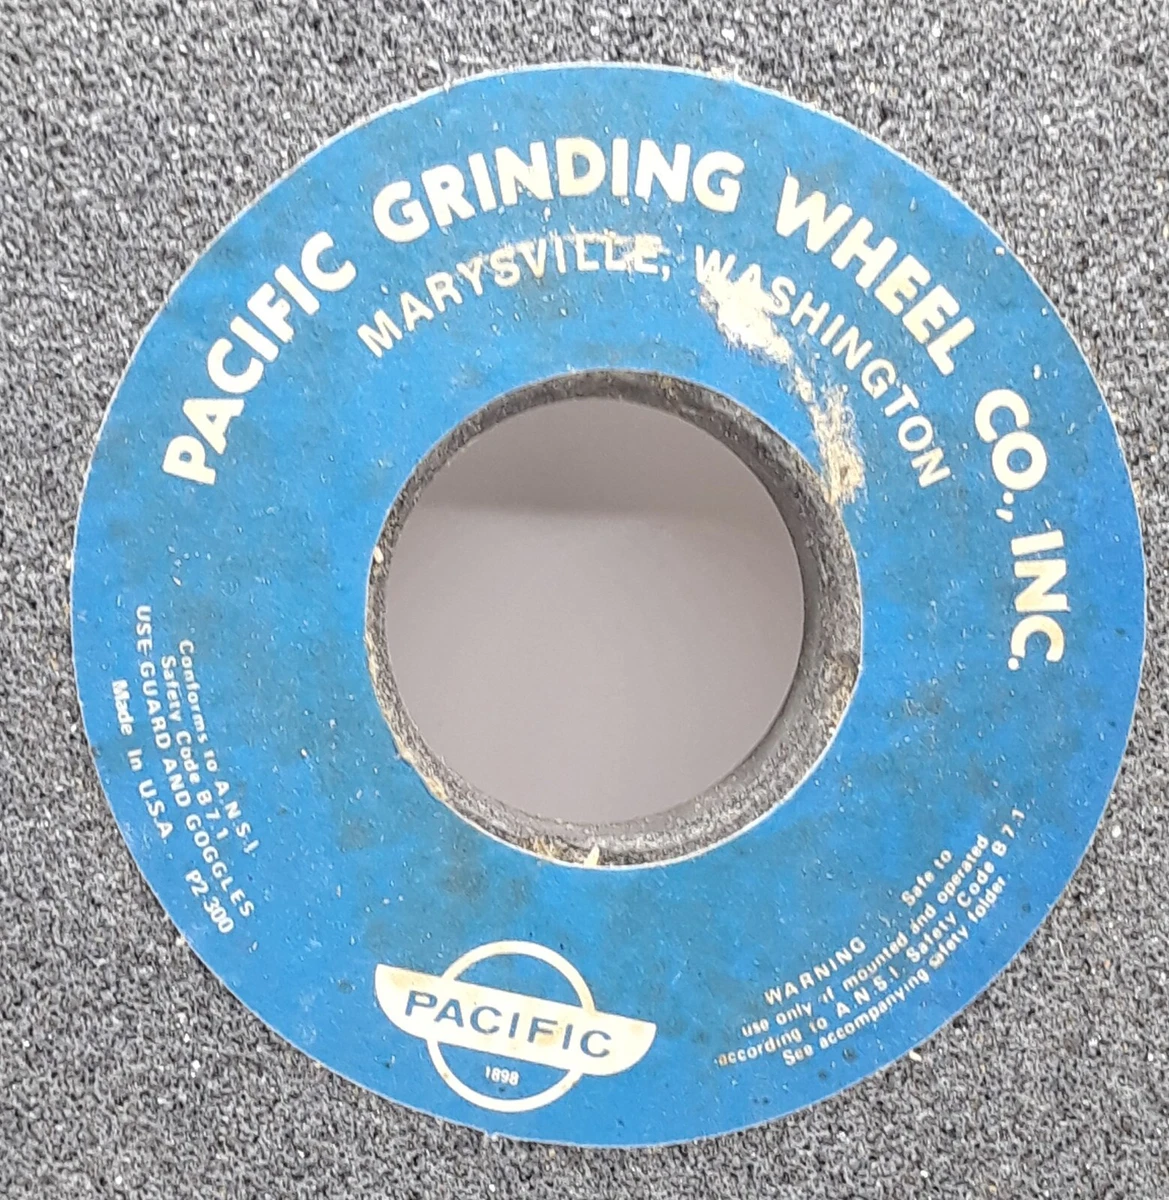 PACIFIC GRINDING WHEEL CO., INC.
MARYSVILLE, WASHINGTON
Conforms to A.N.S.I.
Safety Code B 7.1
USE GUARD AND GOGGLES
Made In U.S.A. P2 300
PACIFIC
1898
WARNING Safe to
use only if mounted and operated
according to A.N.S.I. Safety Code B 7.1
See accompanying safety folder